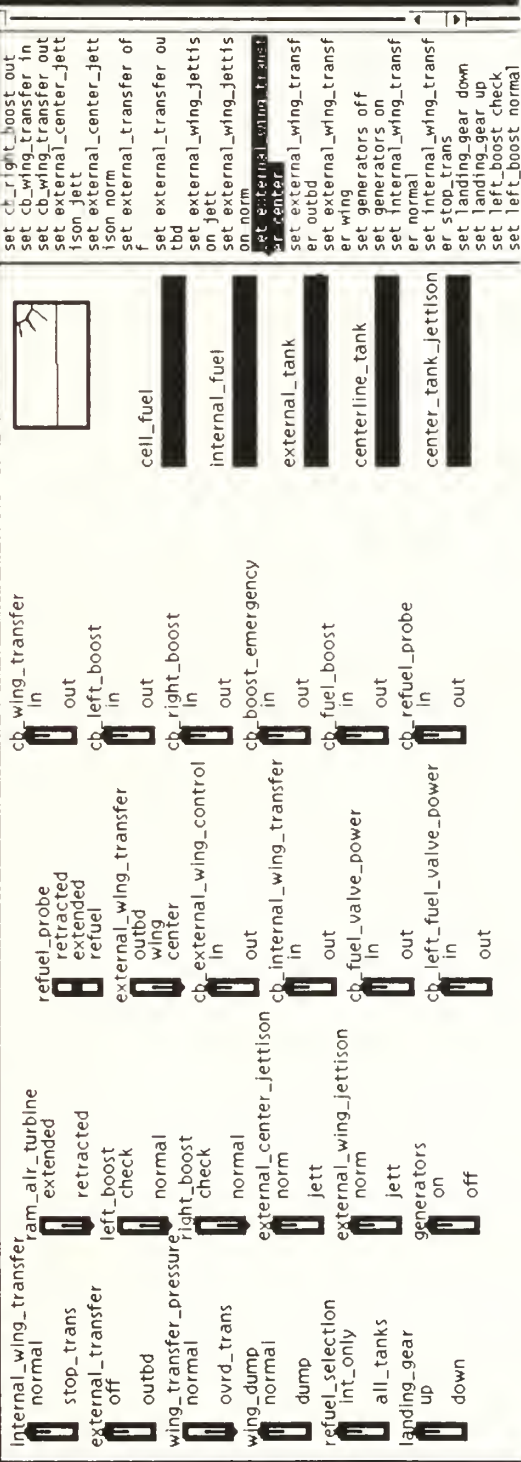 internal_wing_transfer
normal
stop_trans
external_transfer
off
outbd
wing_transfer_pressure
normal
ovrd_trans
wing_dump
normal
dump
refuel_selection
int_only
all_tanks
landing_gear
up
down
ram_air_turbine
extended
retracted
left_boost
check
normal
right_boost
check
normal
external_center_jettison
norm
jett
external_wing_jettison
norm
jett
generators
on
off
refuel_probe
retracted
extended
refuel
external_wing_transfer
outbd
wing
center
cb_external_wing_control
in
out
cb_internal_wing_transfer
in
out
cb_fuel_valve_power
in
out
cb_left_fuel_valve_power
in
out
cb_wing_transfer
in
out
cb_left_boost
in
out
cb_right_boost
in
out
cb_boost_emergency
in
out
cb_fuel_boost
in
out
cb_refuel_probe
in
out
cell_fuel
internal_fuel
external_tank
centerline_tank
center_tank_jettison
set cb_right_boost out
set cb_wing_transfer in
set cb_wing_transfer out
set external_center_jett
ison jett
set external_center_jett
ison norm
set external_transfer of
f
set external_transfer ou
tbd
set external_wing_jettis
on jett
set external_wing_jettis
on norm
set external_wing_transf
er center
set external_wing_transf
er outbd
set external_wing_transf
er wing
set generators off
set generators on
set internal_wing_transf
er normal
set internal_wing_transf
er stop_trans
set landing_gear down
set landing_gear up
set left_boost check
set left_boost normal